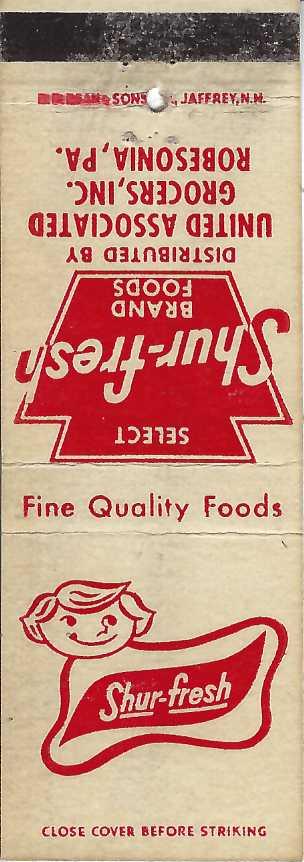 SONS, JAFFREY, N.H.
SELECT
Shur-fresh
BRAND
FOODS
DISTRIBUTED BY
UNITED ASSOCIATED
GROCERS, INC.
ROBESONIA, PA.
Fine Quality Foods
Shur-fresh
CLOSE COVER BEFORE STRIKING